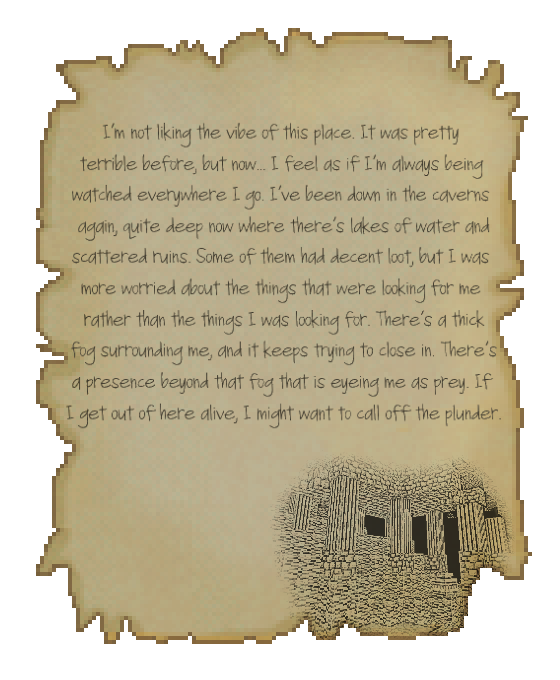 I'm not liking the vibe of this place. It was pretty
terrible before, but now... I feel as if I'm always being
watched everywhere I go. I've been down in the caverns
again, quite deep now where there's lakes of water and
scattered ruins. Some of them had decent loot, but I was
more worried about the things that were looking for me
rather than the things I was looking for. There's a thick
fog surrounding me, and it keeps trying to close in. There's
a presence beyond that fog that is eyeing me as prey. If
I get out of here alive, I might want to call off the plunder.